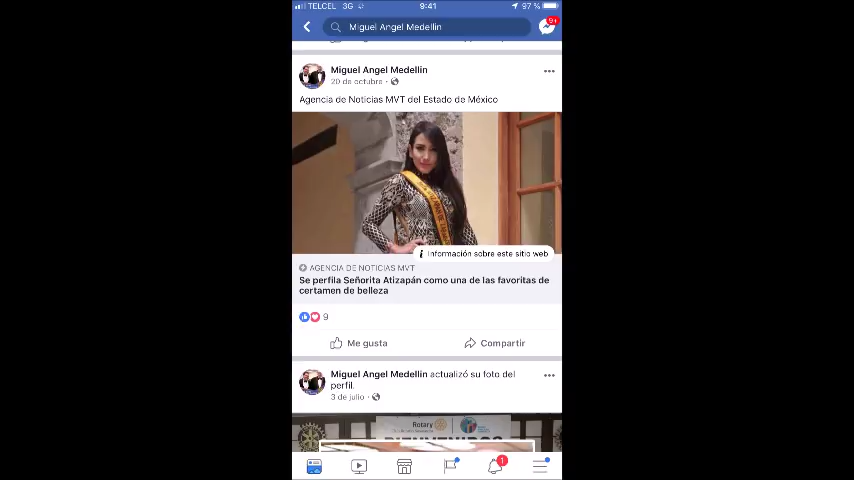 TELCEL 3G 9:41 97 %
Miguel Angel Medellin 9+
Miguel Angel Medellin
20 de octubre
Agencia de Noticias MVT del Estado de México
Información sobre este sitio web
AGENCIA DE NOTICIAS MVT
Se perfila Señorita Atizapán como una de las favoritas de
certamen de belleza
9
Me gusta Compartir
Miguel Angel Medellin actualizó su foto del
perfil.
3 de julio
Rotary
BIENVENIDOS
1